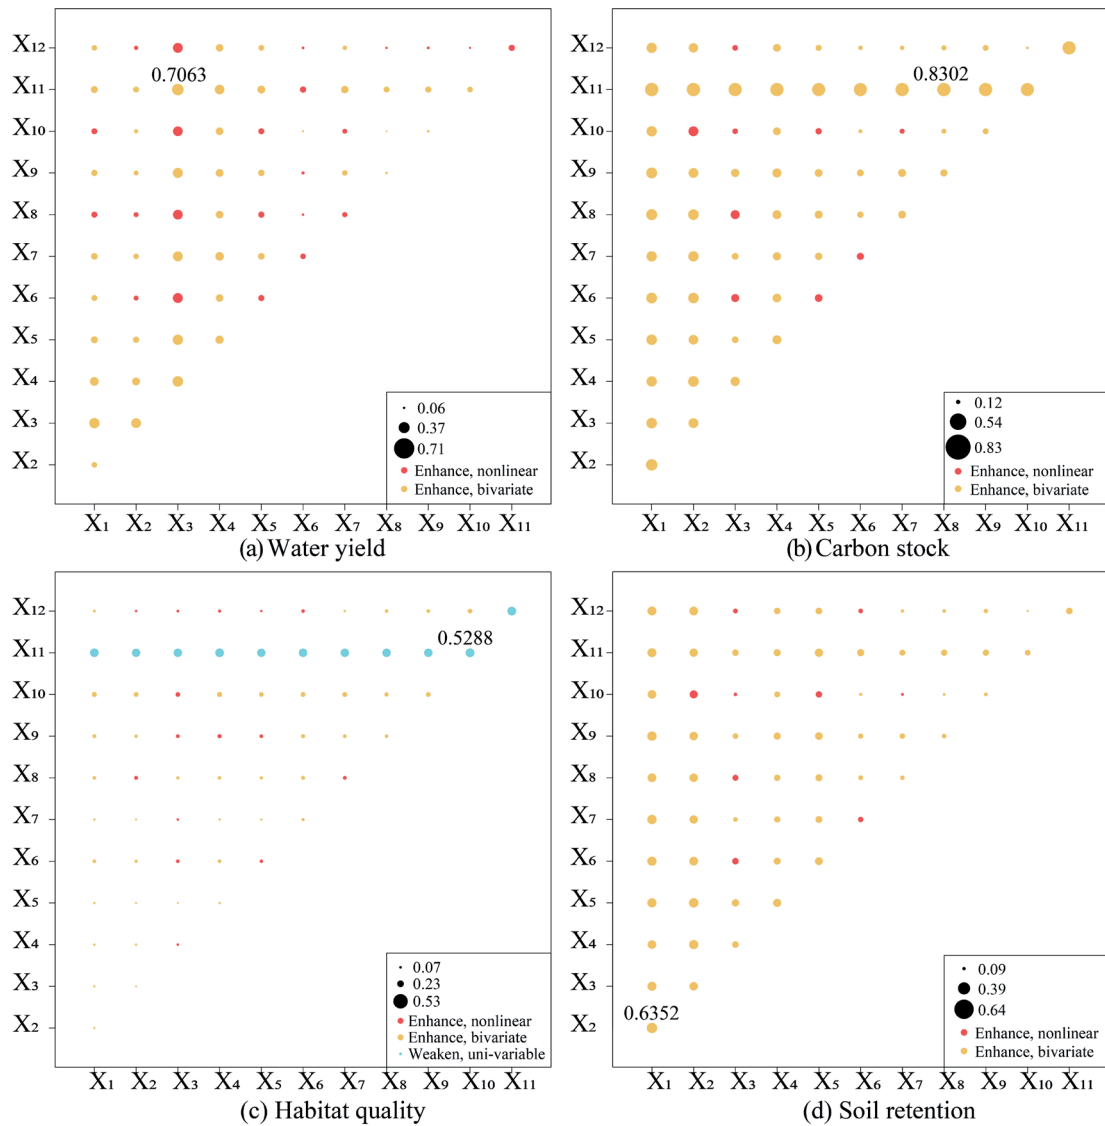 X₁₂
0.7063
X₁₁
X₁₀
X₉
X₈
X₇
X₆
X₅
X₄
X₃
X₂
0.06
0.37
0.71
Enhance, nonlinear
Enhance, bivariate
X₁ X₂ X₃ X₄ X₅ X₆ X₇ X₈ X₉ X₁₀ X₁₁
(a) Water yield
X₁₂
0.8302
X₁₁
X₁₀
X₉
X₈
X₇
X₆
X₅
X₄
X₃
X₂
0.12
0.54
0.83
Enhance, nonlinear
Enhance, bivariate
X₁ X₂ X₃ X₄ X₅ X₆ X₇ X₈ X₉ X₁₀ X₁₁
(b) Carbon stock
X₁₂
0.5288
X₁₁
X₁₀
X₉
X₈
X₇
X₆
X₅
X₄
X₃
X₂
0.07
0.23
0.53
Enhance, nonlinear
Enhance, bivariate
Weaken, uni-variable
X₁ X₂ X₃ X₄ X₅ X₆ X₇ X₈ X₉ X₁₀ X₁₁
(c) Habitat quality
X₁₂
X₁₁
X₁₀
X₉
X₈
X₇
X₆
X₅
X₄
X₃
0.6352
X₂
0.09
0.39
0.64
Enhance, nonlinear
Enhance, bivariate
X₁ X₂ X₃ X₄ X₅ X₆ X₇ X₈ X₉ X₁₀ X₁₁
(d) Soil retention